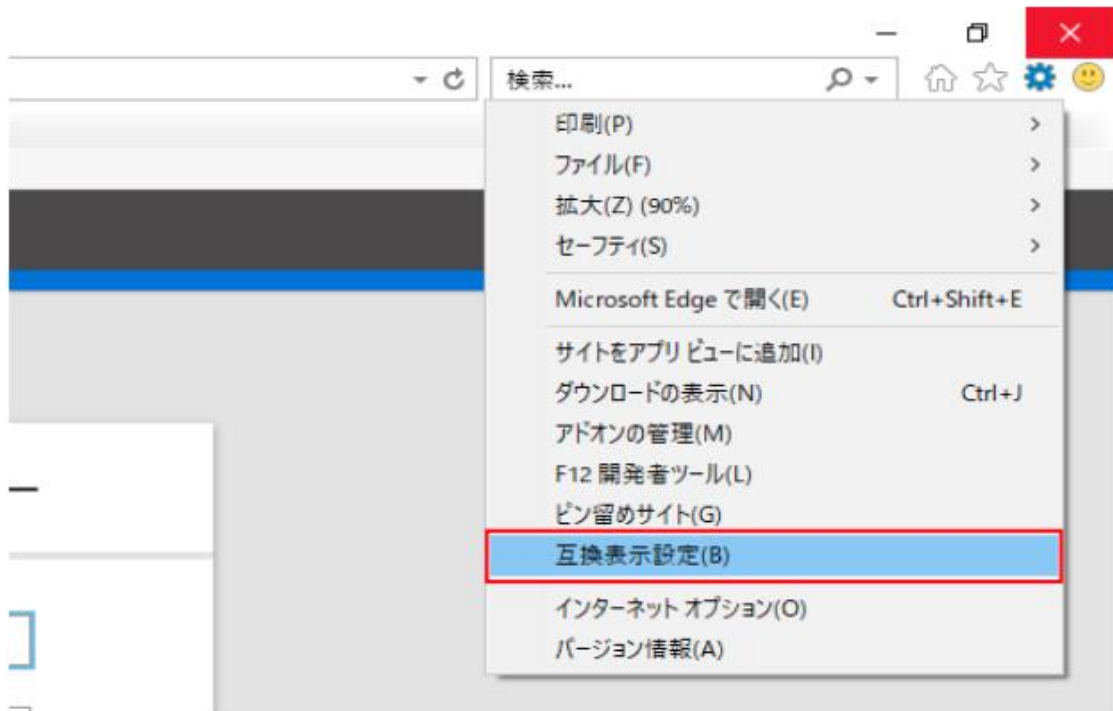 検索...
印刷(P)
ファイル(F)
拡大(Z) (90%)
セーフティ(S)
Microsoft Edge で開く(E) Ctrl+Shift+E
サイトをアプリ ビューに追加(I)
ダウンロードの表示(N) Ctrl+J
アドオンの管理(M)
F12 開発者ツール(L)
ピン留めサイト(G)
互換表示設定(B)
インターネット オプション(O)
バージョン情報(A)